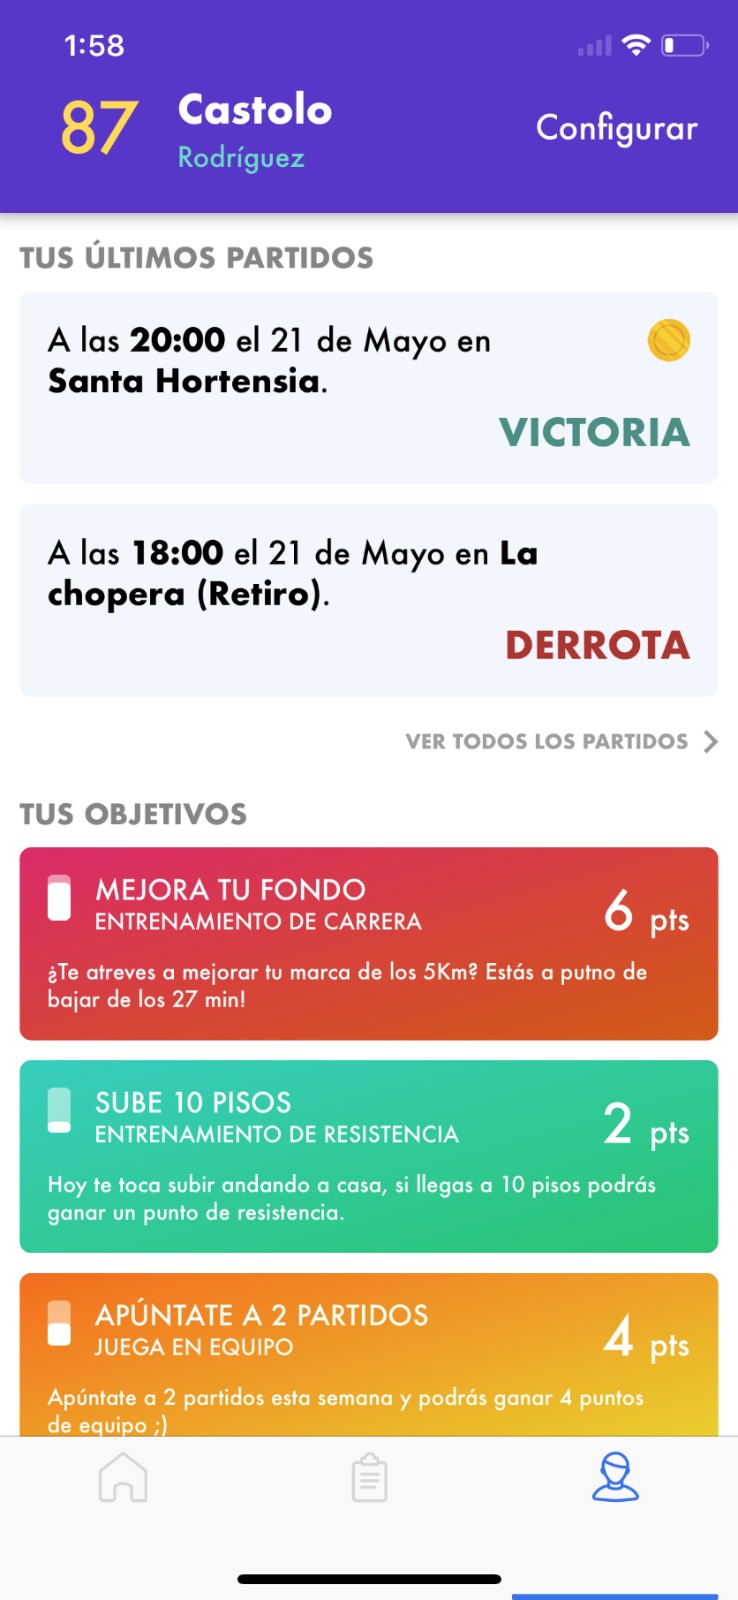 1:58
87
Castolo
Rodríguez
Configurar
TUS ÚLTIMOS PARTIDOS
A las 20:00 el 21 de Mayo en
Santa Hortensia.
VICTORIA
A las 18:00 el 21 de Mayo en La
chopera (Retiro).
DERROTA
VER TODOS LOS PARTIDOS
TUS OBJETIVOS
MEJORA TU FONDO
ENTRENAMIENTO DE CARRERA
6 pts
¿Te atreves a mejorar tu marca de los 5Km? Estás a putno de
bajar de los 27 min!
SUBE 10 PISOS
ENTRENAMIENTO DE RESISTENCIA
2 pts
Hoy te toca subir andando a casa, si llegas a 10 pisos podrás
ganar un punto de resistencia.
APÚNTATE A 2 PARTIDOS
JUEGA EN EQUIPO
4 pts
Apúntate a 2 partidos esta semana y podrás ganar 4 puntos
de equipo ;)